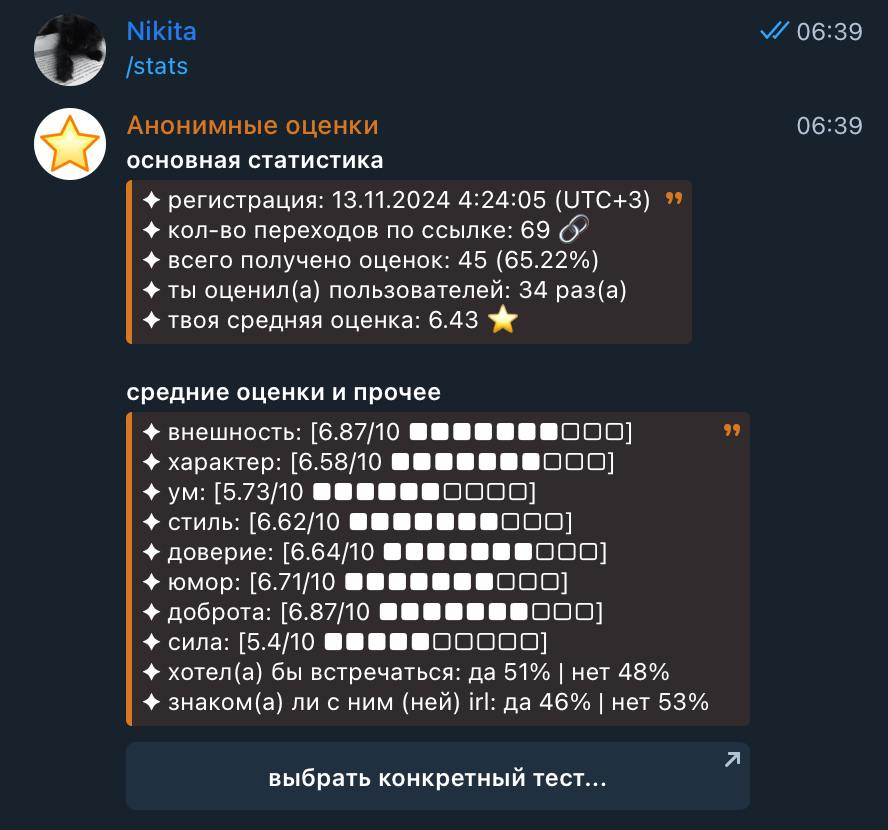 Nikita
06:39
/stats
Анонимные оценки
06:39
основная статистика
✦ регистрация: 13.11.2024 4:24:05 (UTC+3)
✦ кол-во переходов по ссылке: 69 🔗
✦ всего получено оценок: 45 (65.22%)
✦ ты оценил(а) пользователей: 34 раз(а)
✦ твоя средняя оценка: 6.43 ⭐
средние оценки и прочее
✦ внешность: [6.87/10 ■■■■■■■□□□]
✦ характер: [6.58/10 ■■■■■■■□□□]
✦ ум: [5.73/10 ■■■■■■□□□□]
✦ стиль: [6.62/10 ■■■■■■■□□□]
✦ доверие: [6.64/10 ■■■■■■■□□□]
✦ юмор: [6.71/10 ■■■■■■■□□□]
✦ доброта: [6.87/10 ■■■■■■■□□□]
✦ сила: [5.4/10 ■■■■■□□□□□]
✦ хотел(а) бы встречаться: да 51% | нет 48%
✦ знаком(а) ли с ним (ней) irl: да 46% | нет 53%
выбрать конкретный тест...